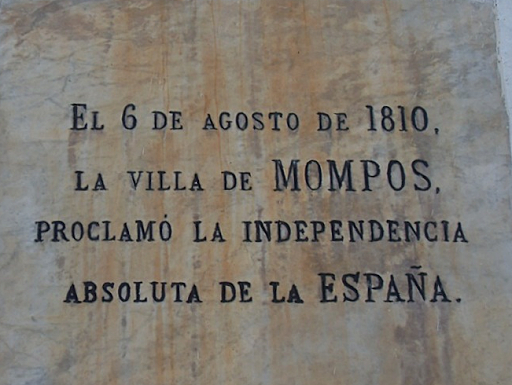 El 6 de agosto de 1810,
la villa de MOMPOS,
proclamó la independencia
absoluta de la ESPAÑA.